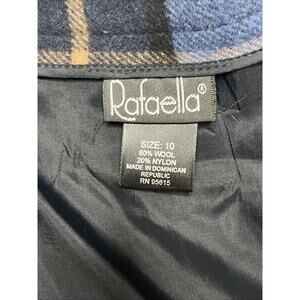 Rafaella®
SIZE: 10
80% WOOL
20% NYLON
MADE IN DOMINICAN
REPUBLIC
RN 95615